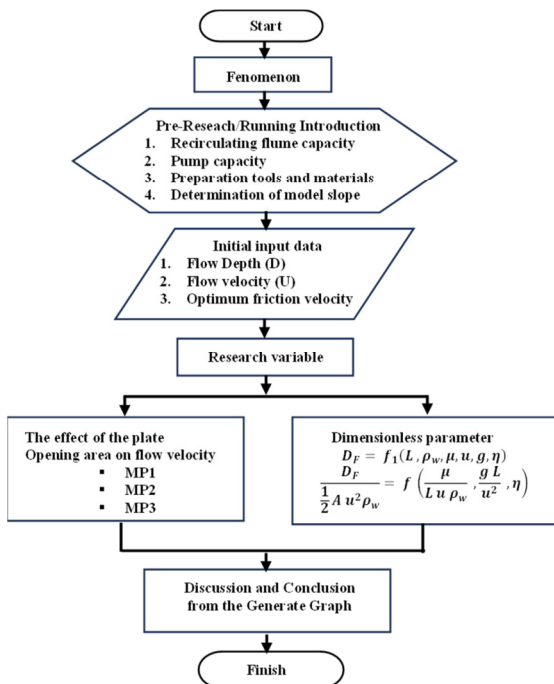 Start
Fenomenon
Pre-Reseach/Running Introduction
1. Recirculating flume capacity
2. Pump capacity
3. Preparation tools and materials
4. Determination of model slope
Initial input data
1. Flow Depth (D)
2. Flow velocity (U)
3. Optimum friction velocity
Research variable
The effect of the plate
Opening area on flow velocity
▪ MP1
▪ MP2
▪ MP3
Dimensionless parameter
D_F = f_1(L, ρ_w, μ, u, g, η)
D_F / (1/2 A u² ρ_w) = f (μ / (L u ρ_w), g L / u², η)
Discussion and Conclusion
from the Generate Graph
Finish